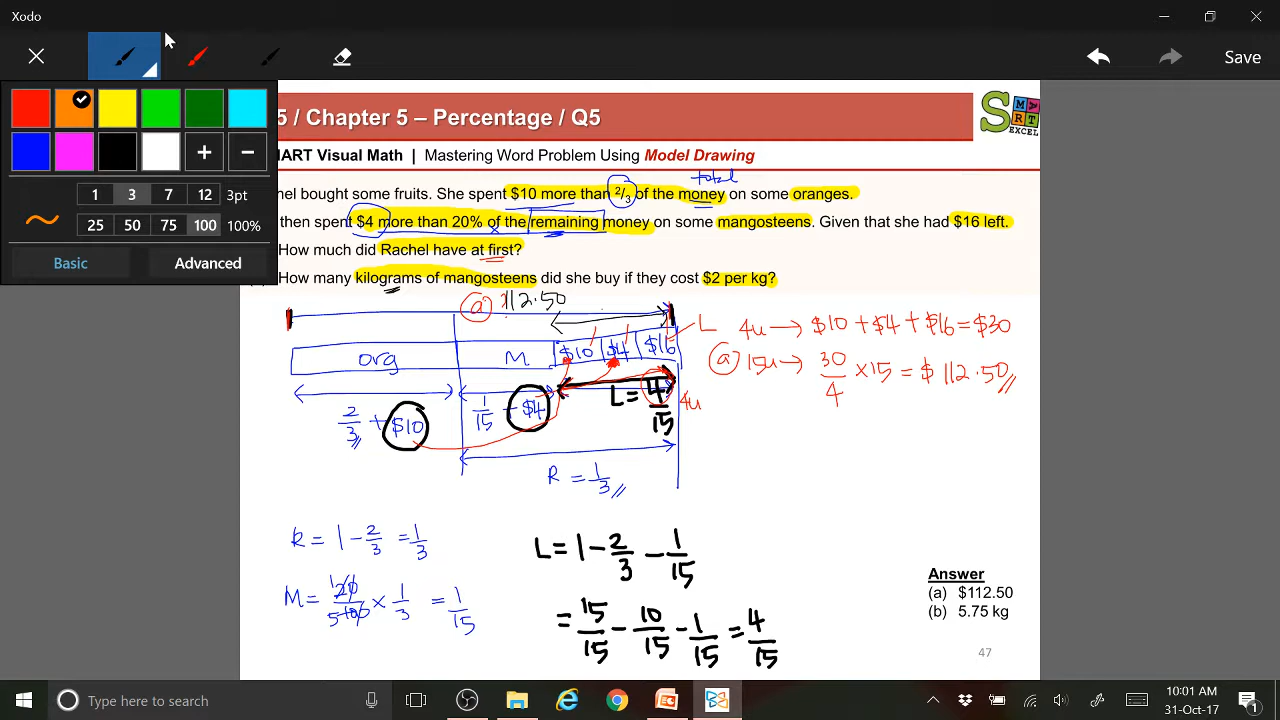 Xodo
Save
5 / Chapter 5 – Percentage / Q5
S MA RT EXCEL
MART Visual Math | Mastering Word Problem Using Model Drawing
total
hel bought some fruits. She spent $10 more than 2/3 of the money on some oranges.
then spent $4 more than 20% of the remaining money on some mangosteens. Given that she had $16 left.
How much did Rachel have at first?
How many kilograms of mangosteens did she buy if they cost $2 per kg?
1 3 7 12 3pt
25 50 75 100 100%
Basic Advanced
(a) $112.50
org M $10 $4 $16 L
4u → $10 + $4 + $16 = $30
(a) 15u → 30/4 × 15 = $112.50
2/3 + $10
1/15 + $4
L = 4/15 4u
R = 1/3
R = 1 - 2/3 = 1/3
M = 20/100 × 1/3 = 1/15
1 5
L = 1 - 2/3 - 1/15
= 15/15 - 10/15 - 1/15 = 4/15
Answer
(a) $112.50
(b) 5.75 kg
47
Type here to search
10:01 AM
31-Oct-17
1